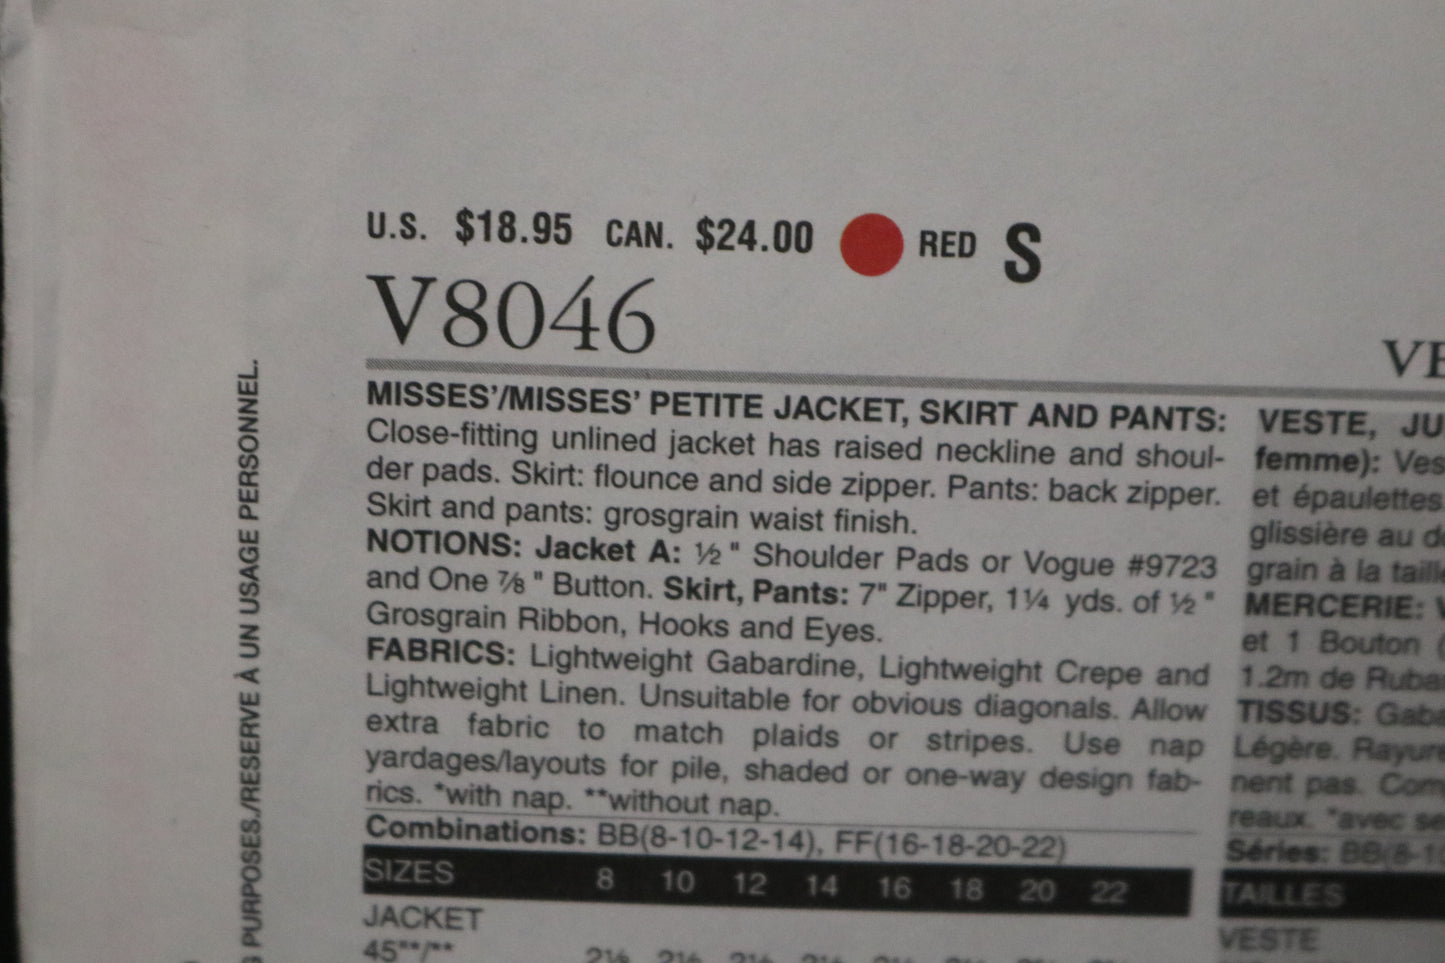 U.S. $18.95 CAN. $24.00 RED S
V8046
MISSES'/MISSES' PETITE JACKET, SKIRT AND PANTS:
Close-fitting unlined jacket has raised neckline and shoul-
der pads. Skirt: flounce and side zipper. Pants: back zipper.
Skirt and pants: grosgrain waist finish.
NOTIONS: Jacket A: ½ " Shoulder Pads or Vogue #9723
and One ⅞ " Button. Skirt, Pants: 7" Zipper, 1¼ yds. of ½ "
Grosgrain Ribbon, Hooks and Eyes.
FABRICS: Lightweight Gabardine, Lightweight Crepe and
Lightweight Linen. Unsuitable for obvious diagonals. Allow
extra fabric to match plaids or stripes. Use nap
yardages/layouts for pile, shaded or one-way design fab-
rics. *with nap. **without nap.
Combinations: BB(8-10-12-14), FF(16-18-20-22)
SIZES 8 10 12 14 16 18 20 22
JACKET
45"*/**
VE
VESTE, JU
femme): Ves
et épaulettes
glissière au d
grain à la taill
MERCERIE:
et 1 Bouton (
1.2m de Ruba
TISSUS: Gaba
Légère. Rayure
nent pas. Com
reaux. *avec se
Séries: BB(8-1
TAILLES
VESTE
PURPOSES./RESERVE À UN USAGE PERSONNEL.